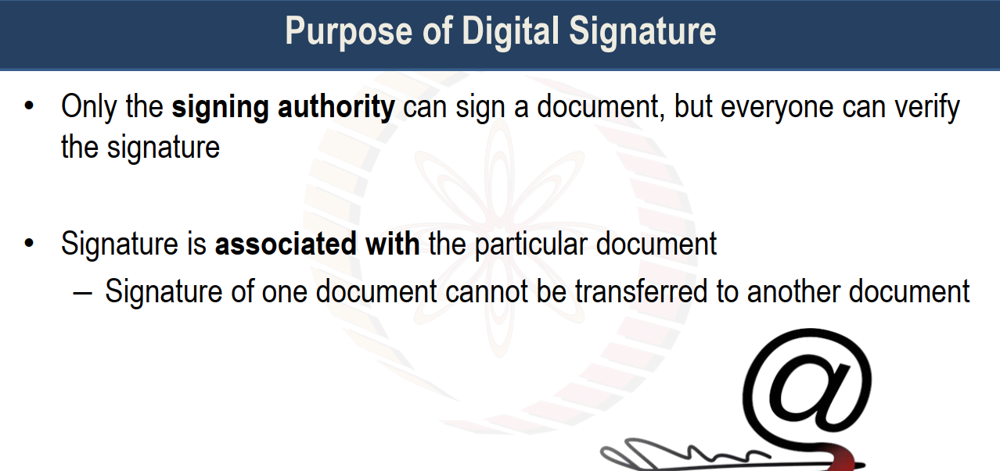 Purpose of Digital Signature
• Only the signing authority can sign a document, but everyone can verify
the signature
• Signature is associated with the particular document
– Signature of one document cannot be transferred to another document